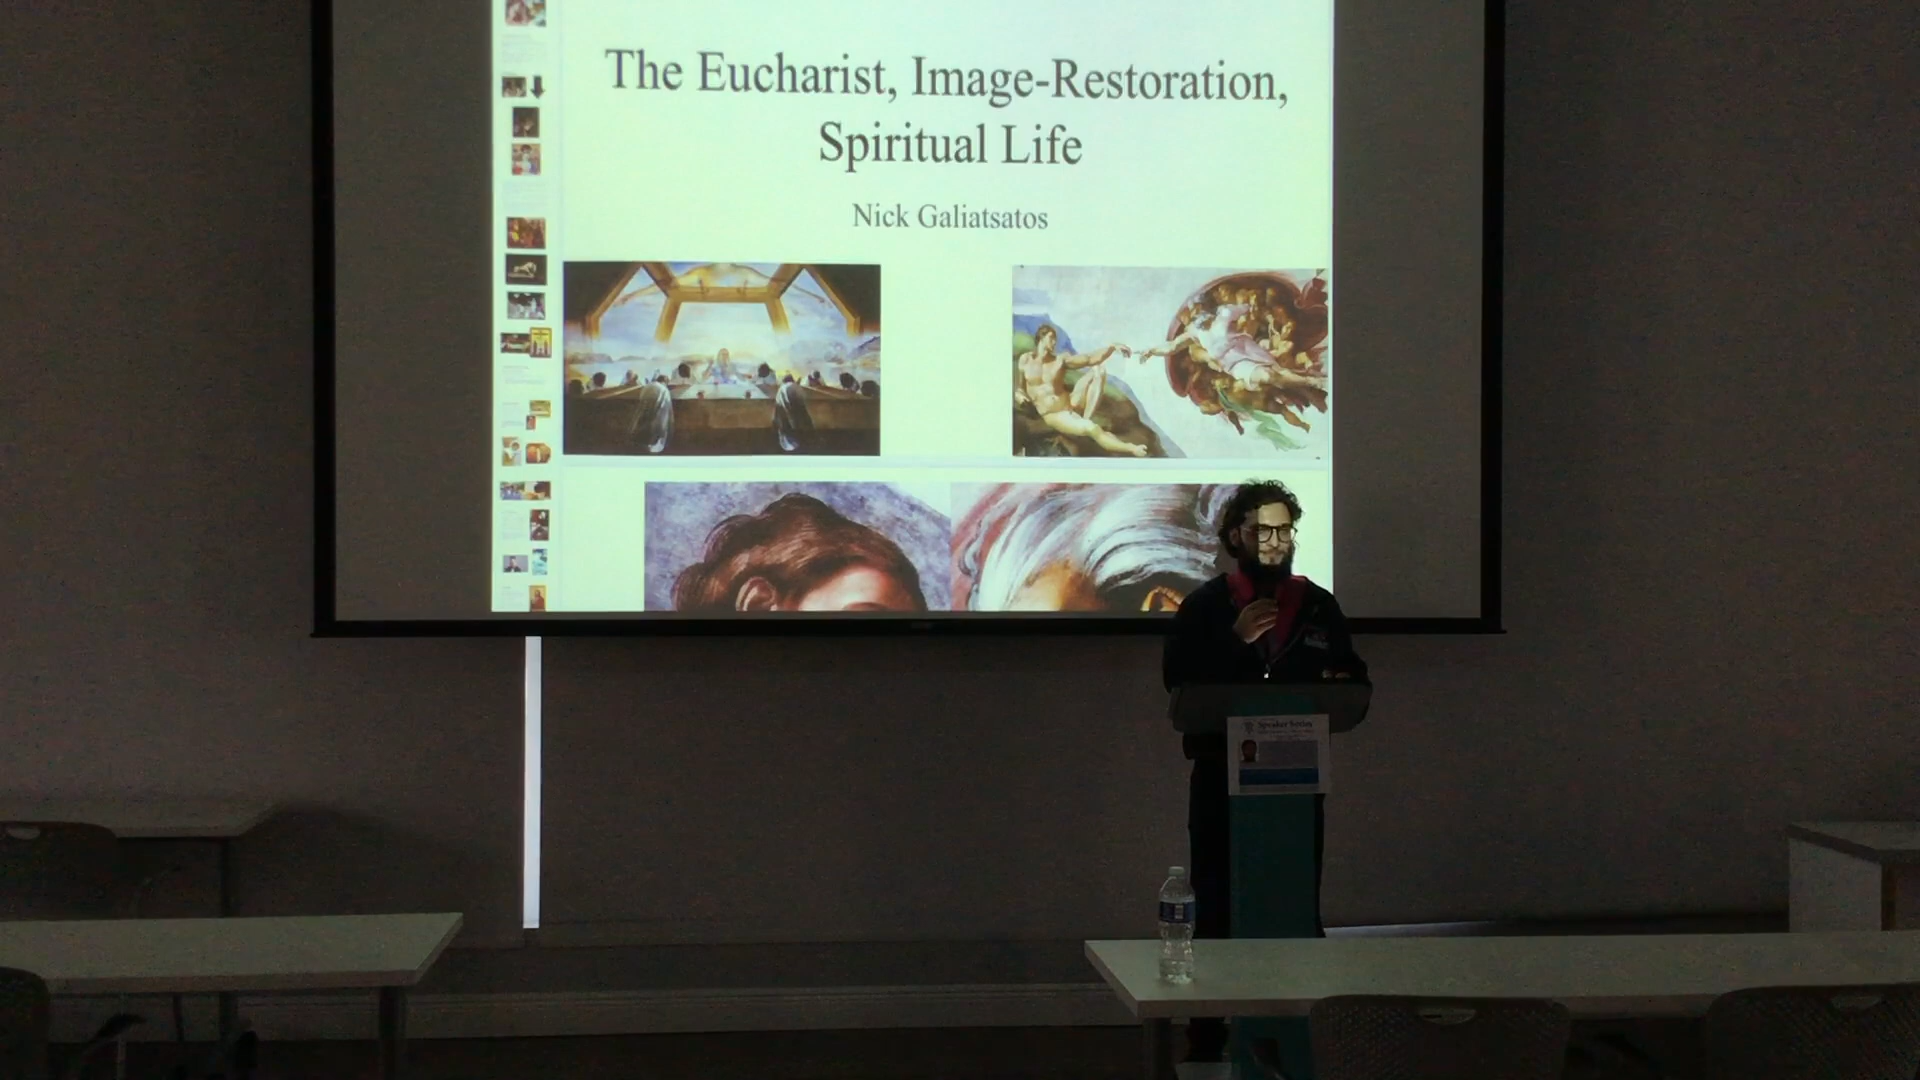 The Eucharist, Image-Restoration,
Spiritual Life
Nick Galiatsatos
Speaker Series